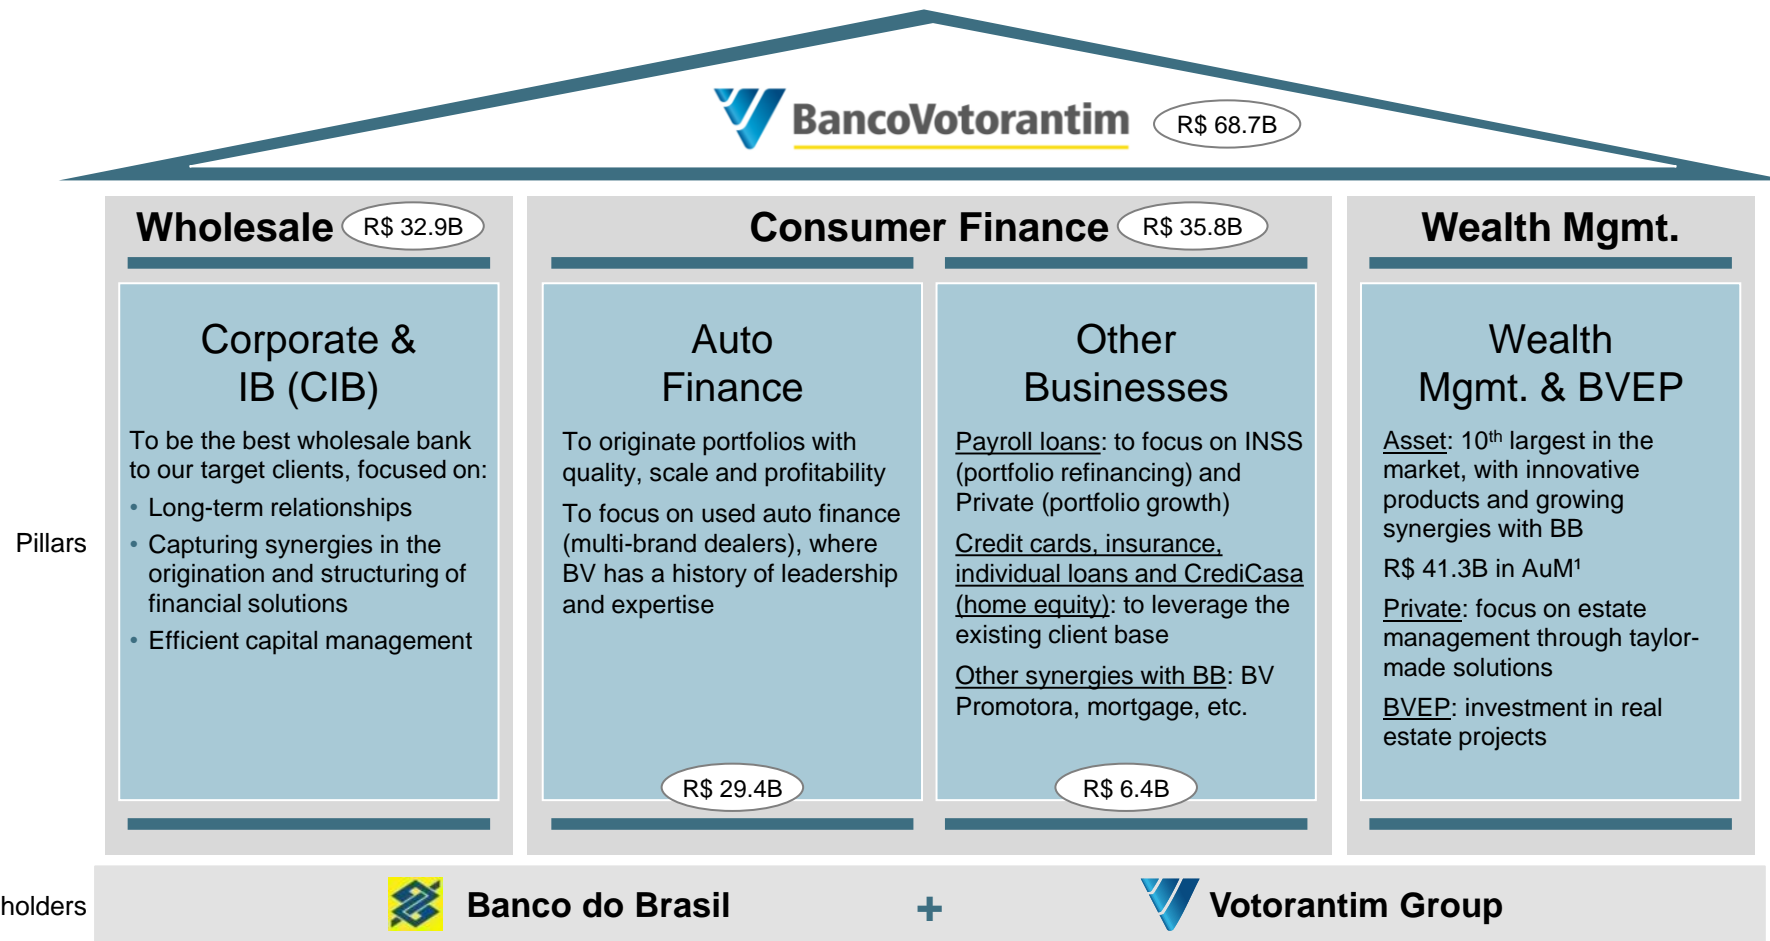 BancoVotorantim
R$ 68.7B
Wholesale
R$ 32.9B
Consumer Finance
R$ 35.8B
Wealth Mgmt.
Pillars
Corporate &
IB (CIB)
To be the best wholesale bank
to our target clients, focused on:
• Long-term relationships
• Capturing synergies in the
origination and structuring of
financial solutions
• Efficient capital management
Auto
Finance
To originate portfolios with
quality, scale and profitability
To focus on used auto finance
(multi-brand dealers), where
BV has a history of leadership
and expertise
R$ 29.4B
Other
Businesses
Payroll loans: to focus on INSS
(portfolio refinancing) and
Private (portfolio growth)
Credit cards, insurance,
individual loans and CrediCasa
(home equity): to leverage the
existing client base
Other synergies with BB: BV
Promotora, mortgage, etc.
R$ 6.4B
Wealth
Mgmt. & BVEP
Asset: 10th largest in the
market, with innovative
products and growing
synergies with BB
R$ 41.3B in AuM¹
Private: focus on estate
management through taylor-
made solutions
BVEP: investment in real
estate projects
holders
Banco do Brasil
+
Votorantim Group